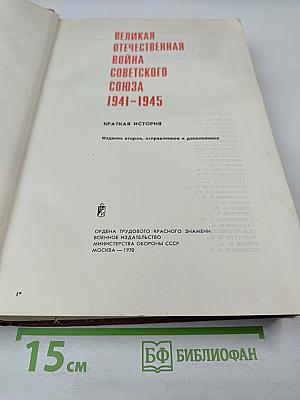 ВЕЛИКАЯ
ОТЕЧЕСТВЕННАЯ
ВОЙНА
СОВЕТСКОГО
СОЮЗА
1941–1945
КРАТКАЯ ИСТОРИЯ
Издание второе, исправленное и дополненное
ОРДЕНА ТРУДОВОГО КРАСНОГО ЗНАМЕНИ
ВОЕННОЕ ИЗДАТЕЛЬСТВО
МИНИСТЕРСТВА ОБОРОНЫ СССР
МОСКВА — 1970
1*
15 см
БФ БИБЛИОФАН